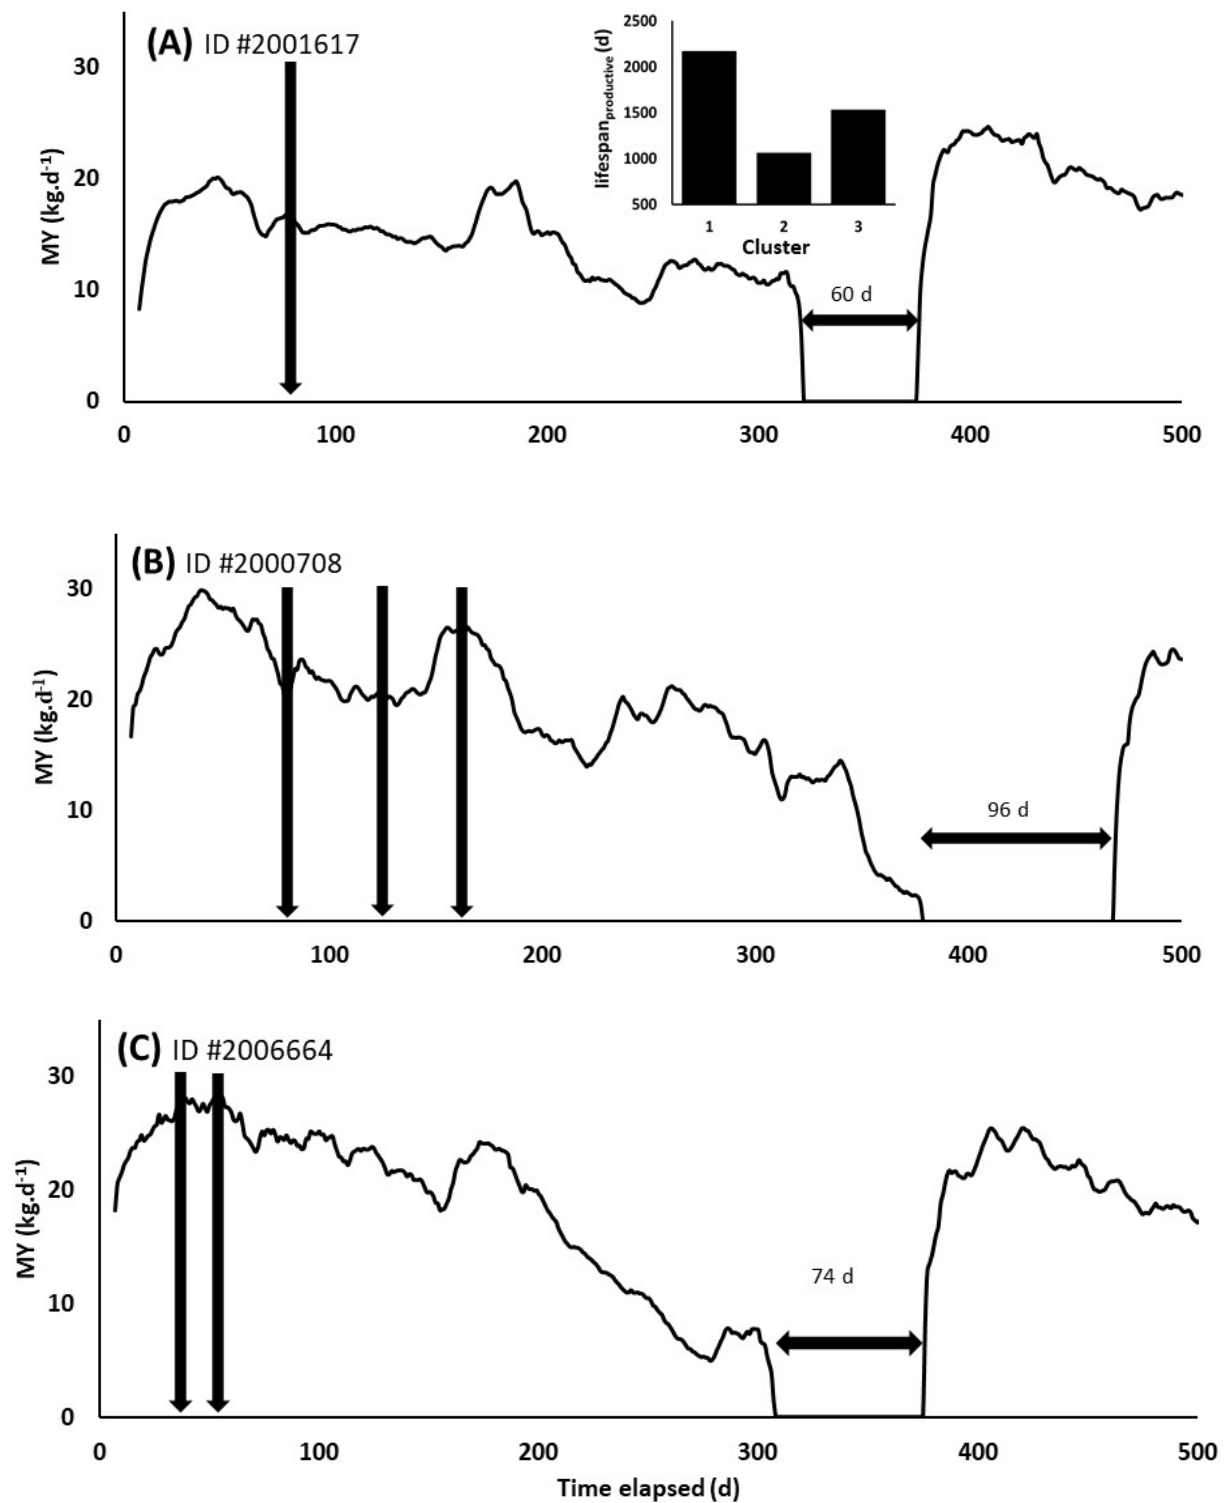 (A) ID #2001617
30
20
10
0
MY (kg.d-1)
0 100 200 300 400 500
2500
2000
1500
1000
500
lifespanproductive (d)
1 2 3
Cluster
60 d
(B) ID #2000708
30
20
10
0
MY (kg.d-1)
0 100 200 300 400 500
96 d
(C) ID #2006664
30
20
10
0
MY (kg.d-1)
0 100 200 300 400 500
74 d
Time elapsed (d)